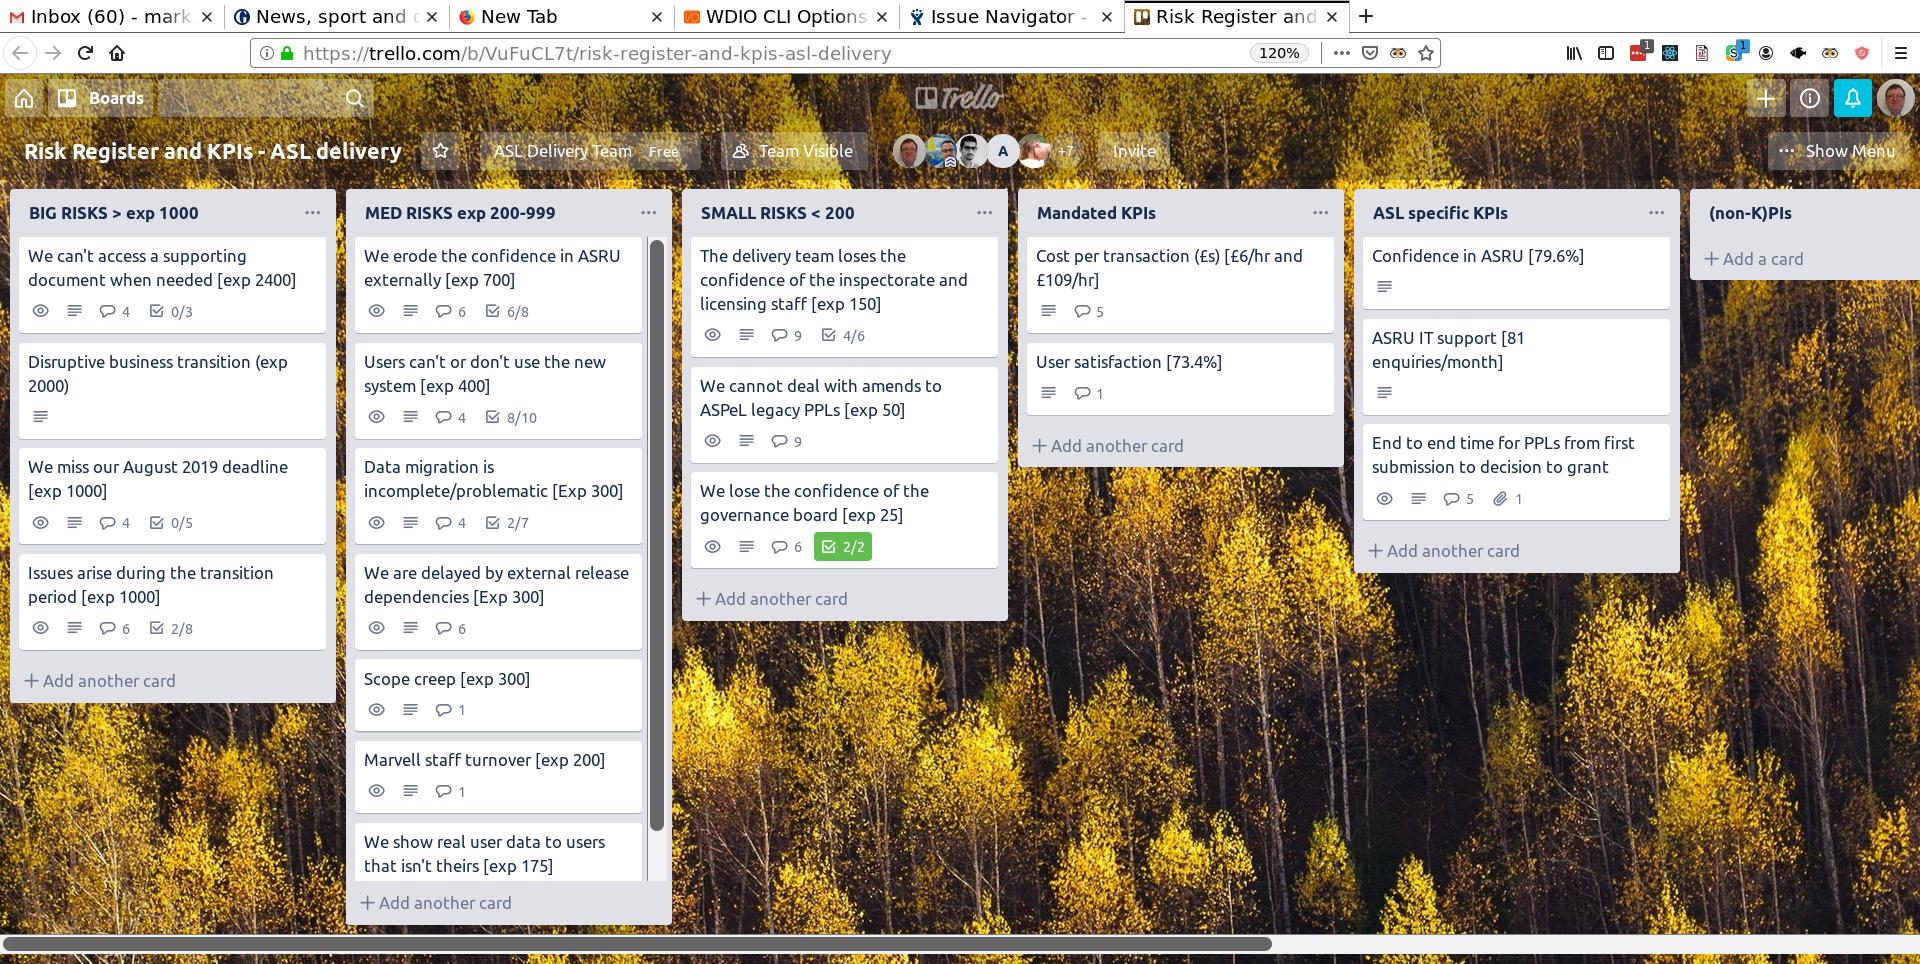 Inbox (60) - mark
News, sport and
New Tab
WDIO CLI Options
Issue Navigator -
Risk Register and
https://trello.com/b/VuFuCL7t/risk-register-and-kpis-asl-delivery
120%
1
1
Boards
Trello
Risk Register and KPIs - ASL delivery
ASL Delivery Team
Free
Team Visible
A
+7
Invite
Show Menu
BIG RISKS > exp 1000
We can't access a supporting
document when needed [exp 2400]
4
0/3
Disruptive business transition (exp
2000)
We miss our August 2019 deadline
[exp 1000]
4
0/5
Issues arise during the transition
period [exp 1000]
6
2/8
Add another card
MED RISKS exp 200-999
We erode the confidence in ASRU
externally [exp 700]
6
6/8
Users can't or don't use the new
system [exp 400]
4
8/10
Data migration is
incomplete/problematic [Exp 300]
4
2/7
We are delayed by external release
dependencies [Exp 300]
6
Scope creep [exp 300]
1
Marvell staff turnover [exp 200]
1
We show real user data to users
that isn't theirs [exp 175]
Add another card
SMALL RISKS < 200
The delivery team loses the
confidence of the inspectorate and
licensing staff [exp 150]
9
4/6
We cannot deal with amends to
ASPeL legacy PPLs [exp 50]
9
We lose the confidence of the
governance board [exp 25]
6
2/2
Add another card
Mandated KPIs
Cost per transaction (£s) [£6/hr and
£109/hr]
5
User satisfaction [73.4%]
1
Add another card
ASL specific KPIs
Confidence in ASRU [79.6%]
ASRU IT support [81
enquiries/month]
End to end time for PPLs from first
submission to decision to grant
5
1
Add another card
(non-K)PIs
Add a card